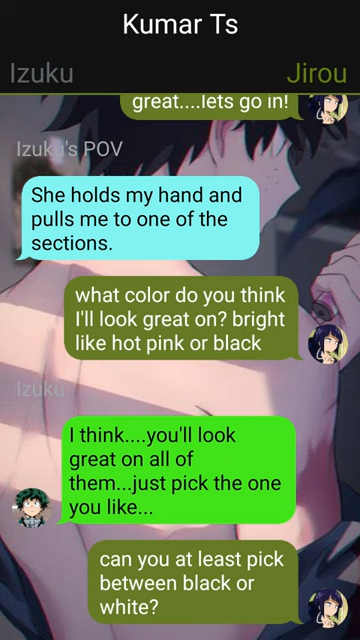 Kumar Ts
Izuku
Jirou
great....lets go in!
Izuku's POV
She holds my hand and
pulls me to one of the
sections.
what color do you think
I'll look great on? bright
like hot pink or black
Izuku
I think....you'll look
great on all of
them...just pick the one
you like...
can you at least pick
between black or
white?